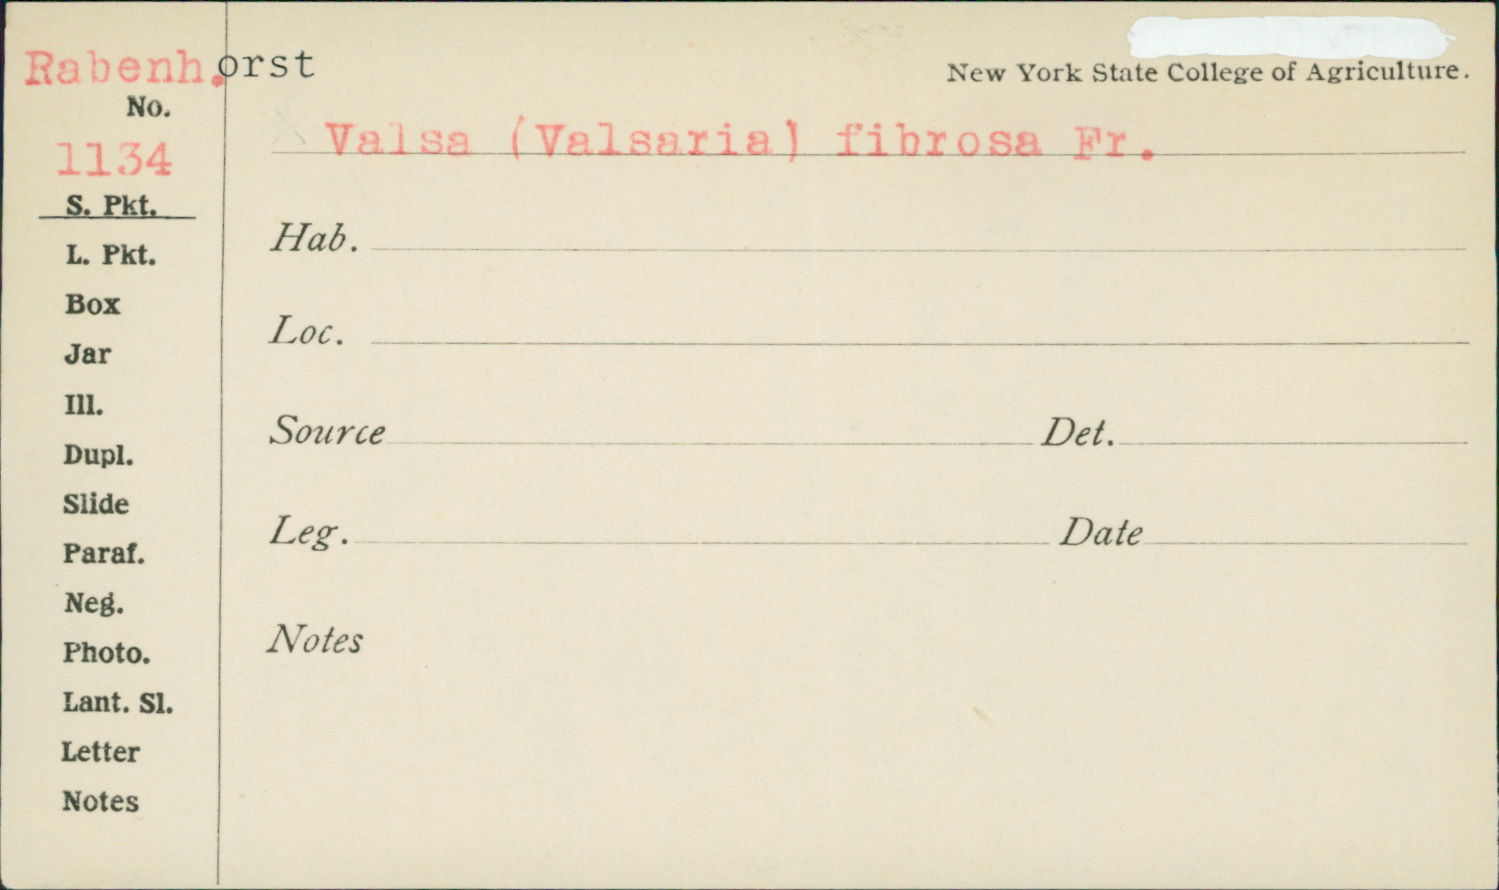 Rabenh.orst
New York State College of Agriculture.
No.
1134
Valsa (Valsaria) fibrosa Fr.
S. Pkt.
L. Pkt.
Box
Jar
Ill.
Dupl.
Slide
Paraf.
Neg.
Photo.
Lant. Sl.
Letter
Notes
Hab.
Loc.
Source Det.
Leg. Date
Notes